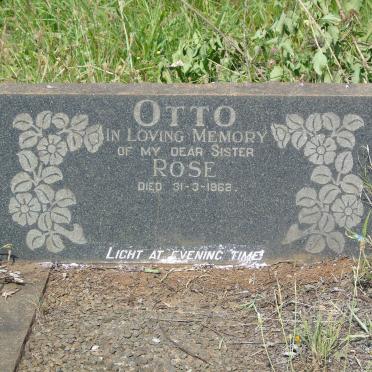 OTTO
IN LOVING MEMORY
OF MY DEAR SISTER
ROSE
DIED 31-3-1962.
LIGHT AT EVENING TIME